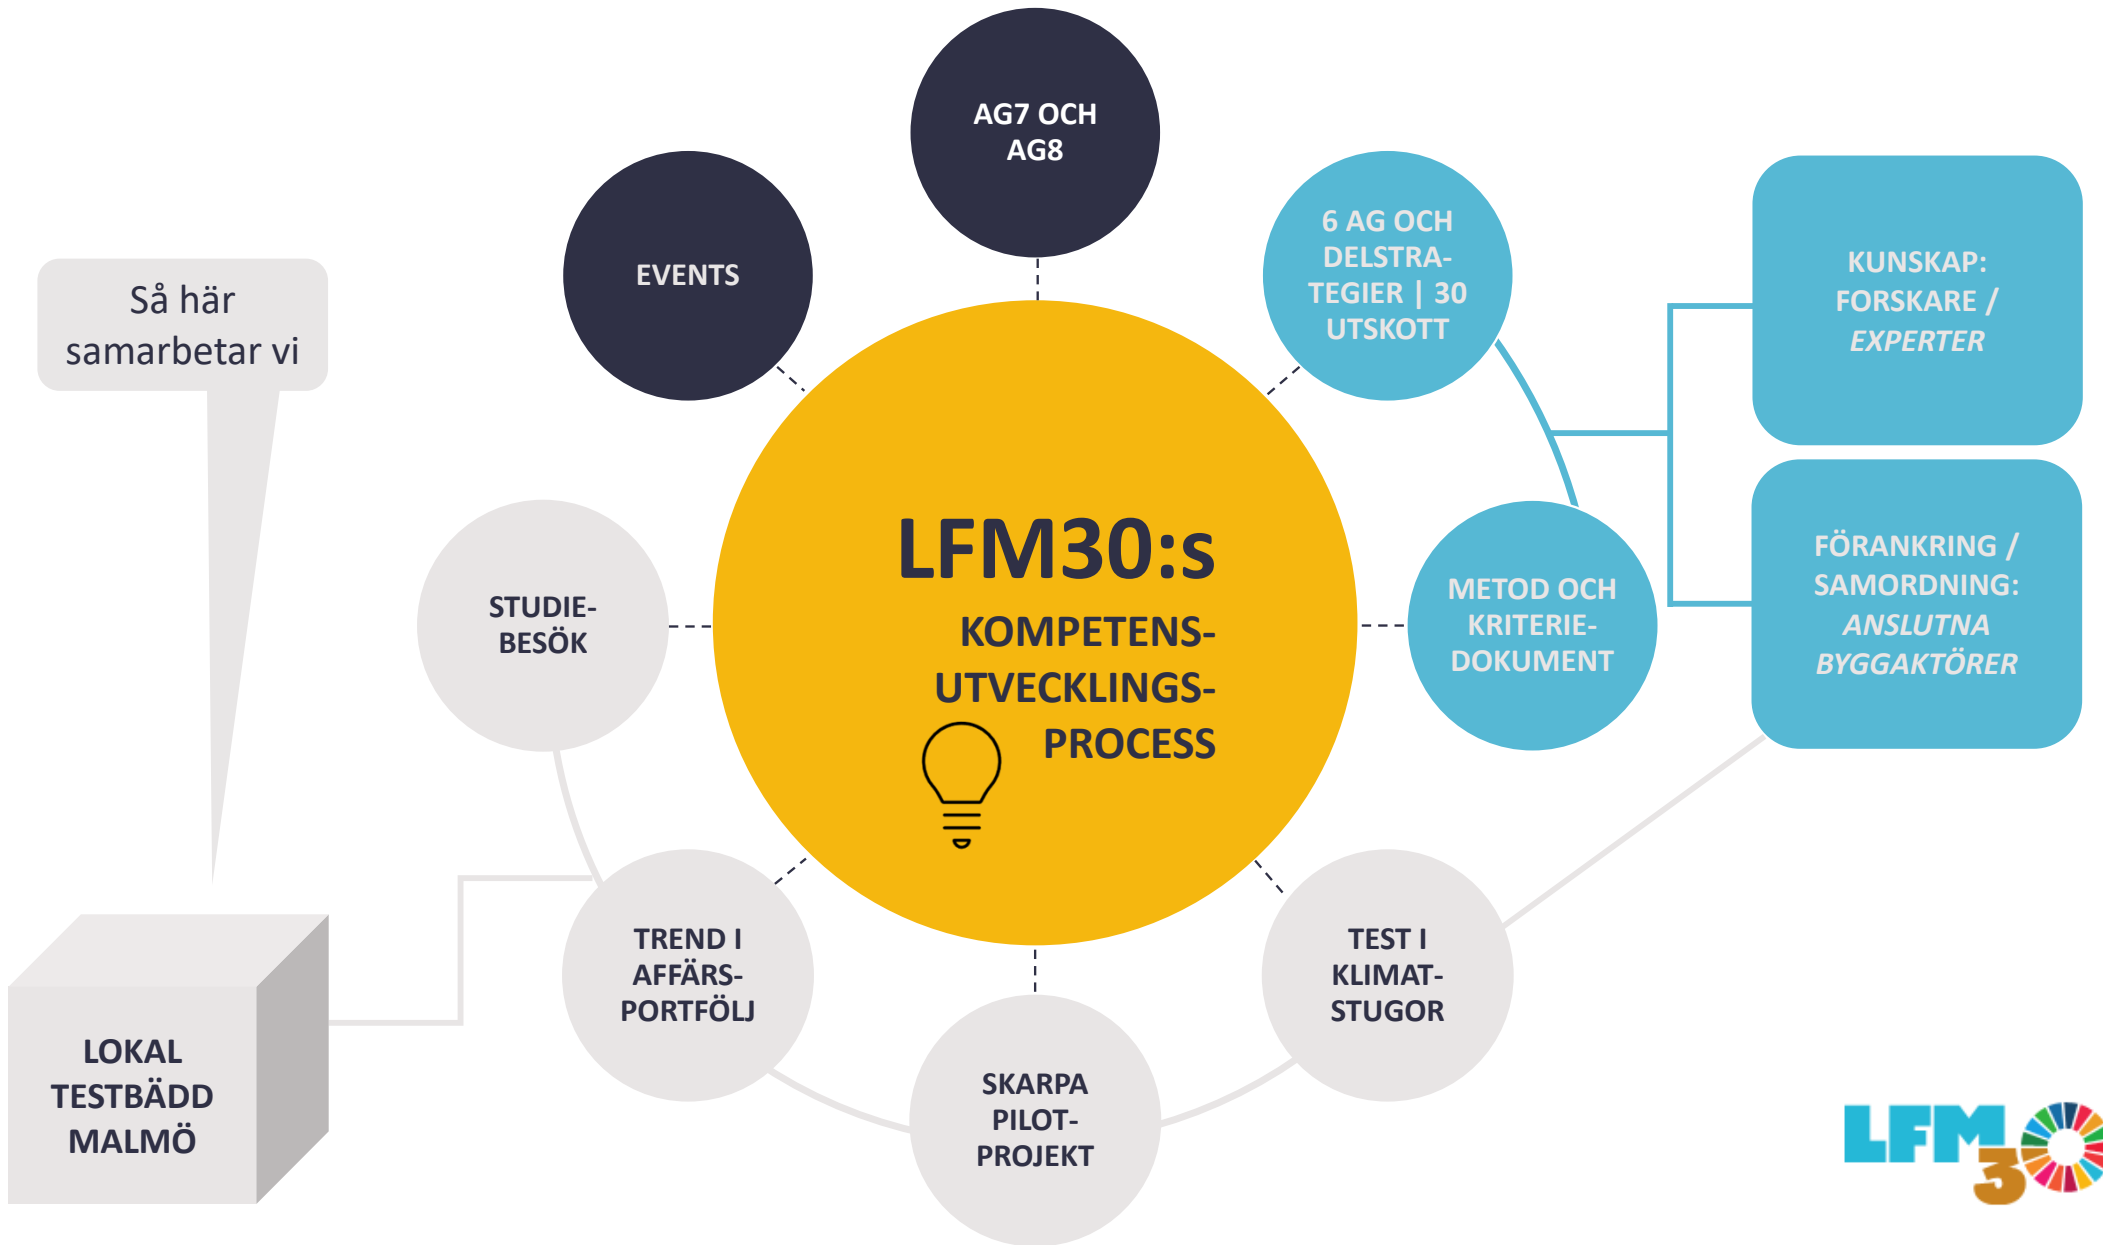 AG7 OCH
AG8
EVENTS
6 AG OCH
DELSTRA-
TEGIER | 30
UTSKOTT
KUNSKAP:
FORSKARE /
EXPERTER
Så här
samarbetar vi
LFM30:s
KOMPETENS-
UTVECKLINGS-
PROCESS
STUDIE-
BESÖK
METOD OCH
KRITERIE-
DOKUMENT
FÖRANKRING /
SAMORDNING:
ANSLUTNA
BYGGAKTÖRER
TREND I
AFFÄRS-
PORTFÖLJ
TEST I
KLIMAT-
STUGOR
SKARPA
PILOT-
PROJEKT
LOKAL
TESTBÄDD
MALMÖ
LFM30